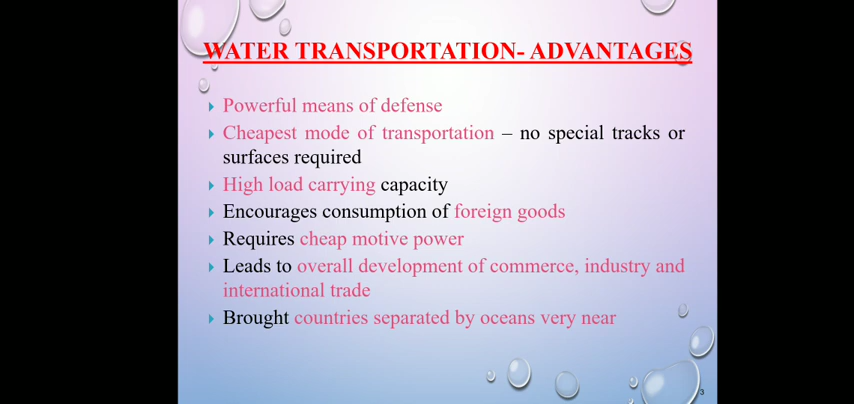 WATER TRANSPORTATION- ADVANTAGES
Powerful means of defense
Cheapest mode of transportation – no special tracks or
surfaces required
High load carrying capacity
Encourages consumption of foreign goods
Requires cheap motive power
Leads to overall development of commerce, industry and
international trade
Brought countries separated by oceans very near
3